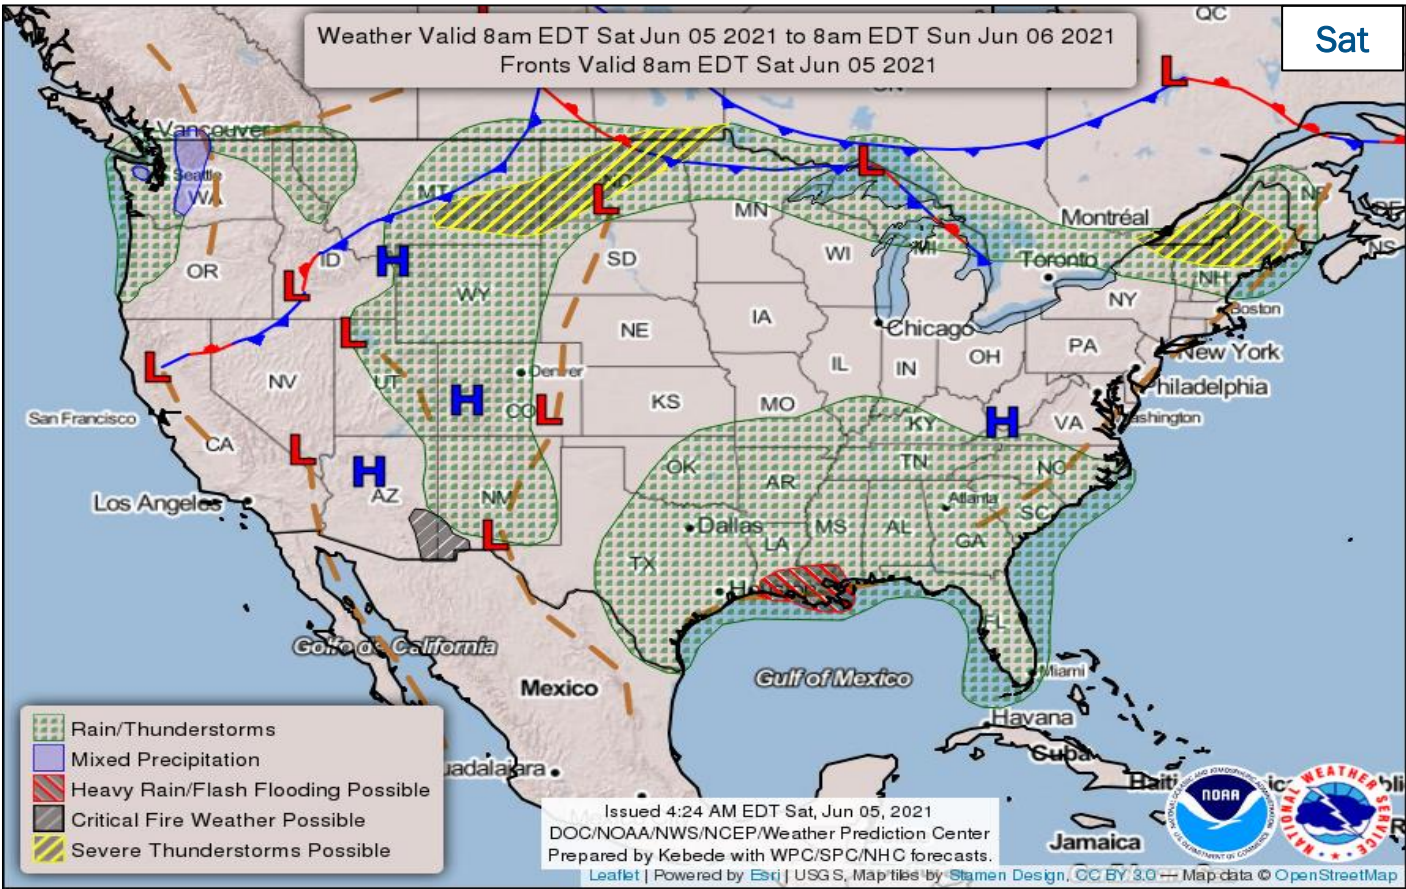 Weather Valid 8am EDT Sat Jun 05 2021 to 8am EDT Sun Jun 06 2021
Fronts Valid 8am EDT Sat Jun 05 2021
Sat
QC
Vancouver
Seattle
WA
MT
ND
MN
Montréal
NS
OR
ID
H
SD
WI
MI
Toronto
NH
WY
NY
Boston
NE
IA
Chicago
PA
New York
NV
UT
Denver
IL
IN
OH
Philadelphia
San Francisco
CA
H
CO
KS
MO
KY
H
VA
ashington
L
L
L
L
L
L
L
L
L
L
H
AZ
NM
OK
AR
TN
NC
Los Angeles
Atlanta
SC
Dallas
LA
MS
AL
GA
TX
FL
Golfo de California
Mexico
Gulf of Mexico
Miami
Havana
Cuba
Haiti
Jamaica
uadalajara
Rain/Thunderstorms
Mixed Precipitation
Heavy Rain/Flash Flooding Possible
Critical Fire Weather Possible
Severe Thunderstorms Possible
Issued 4:24 AM EDT Sat, Jun 05, 2021
DOC/NOAA/NWS/NCEP/Weather Prediction Center
Prepared by Kebede with WPC/SPC/NHC forecasts.
Leaflet | Powered by Esri | USGS, Map tiles by Stamen Design, CC BY 3.0 — Map data © OpenStreetMap
NOAA
NATIONAL WEATHER SERVICE